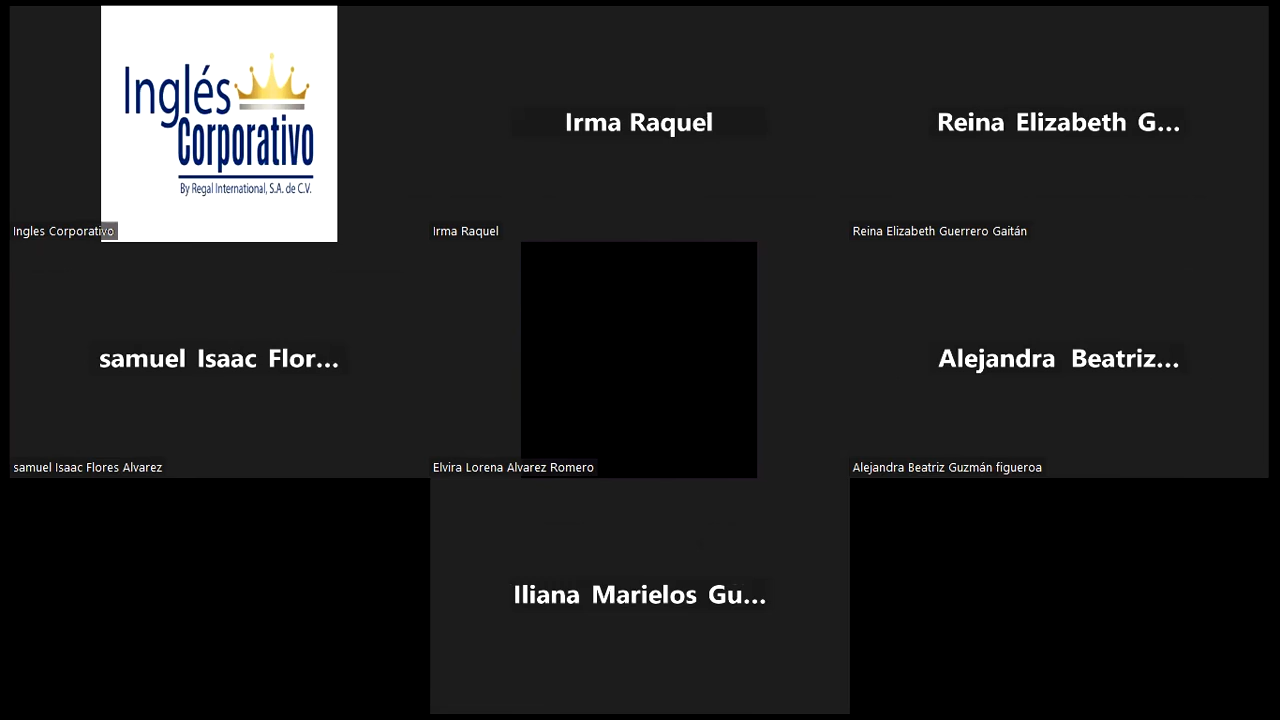 Inglés
Corporativo
By Regal International, S.A. de C.V.
Ingles Corporativo
Irma Raquel
Irma Raquel
Reina Elizabeth G...
Reina Elizabeth Guerrero Gaitán
samuel Isaac Flor...
samuel Isaac Flores Alvarez
Elvira Lorena Alvarez Romero
Alejandra Beatriz...
Alejandra Beatriz Guzmán figueroa
Iliana Marielos Gu...